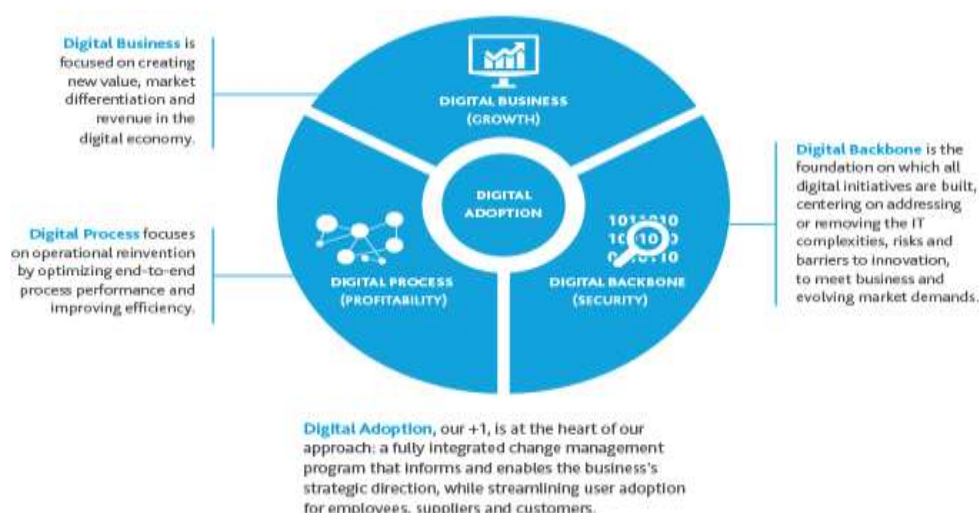 Digital Business is
focused on creating
new value, market
differentiation and
revenue in the
digital economy.
DIGITAL BUSINESS
(GROWTH)
Digital Backbone is the
foundation on which all
digital initiatives are built,
centering on addressing
or removing the IT
complexities, risks and
barriers to innovation,
to meet business and
evolving market demands.
DIGITAL
ADOPTION
Digital Process focuses
on operational reinvention
by optimizing end-to-end
process performance and
improving efficiency.
DIGITAL PROCESS
(PROFITABILITY)
1011010
DIGITAL BACKBONE
(SECURITY)
Digital Adoption, our +1, is at the heart of our
approach: a fully integrated change management
program that informs and enables the business's
strategic direction, while streamlining user adoption
for employees, suppliers and customers.